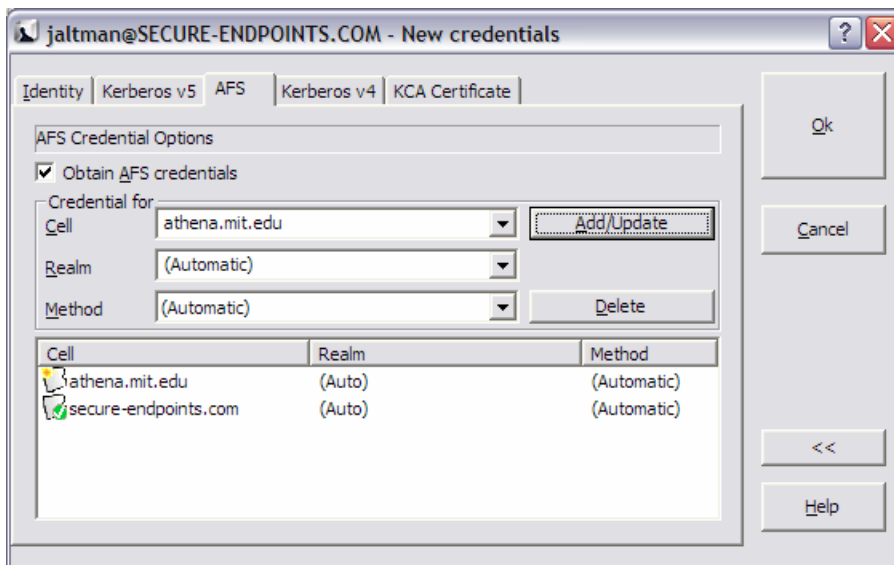 jaltman@SECURE-ENDPOINTS.COM - New credentials
?
Identity Kerberos v5 AFS Kerberos v4 KCA Certificate
Ok
AFS Credential Options
Obtain AFS credentials
Credential for
Cell athena.mit.edu Add/Update
Cancel
Realm (Automatic)
Method (Automatic) Delete
Cell Realm Method
athena.mit.edu (Auto) (Automatic)
secure-endpoints.com (Auto) (Automatic)
<<
Help